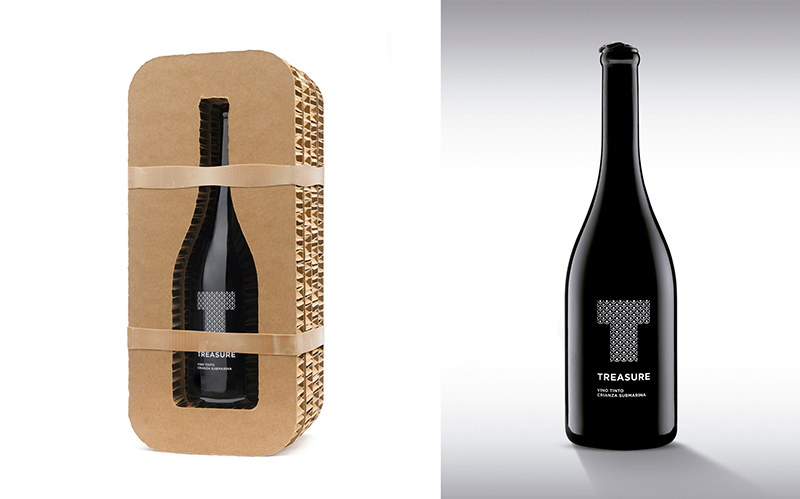 T
TREASURE
VINO TINTO
CRIANZA SUBMARINA
T
TREASURE
VINO TINTO
CRIANZA SUBMARINA